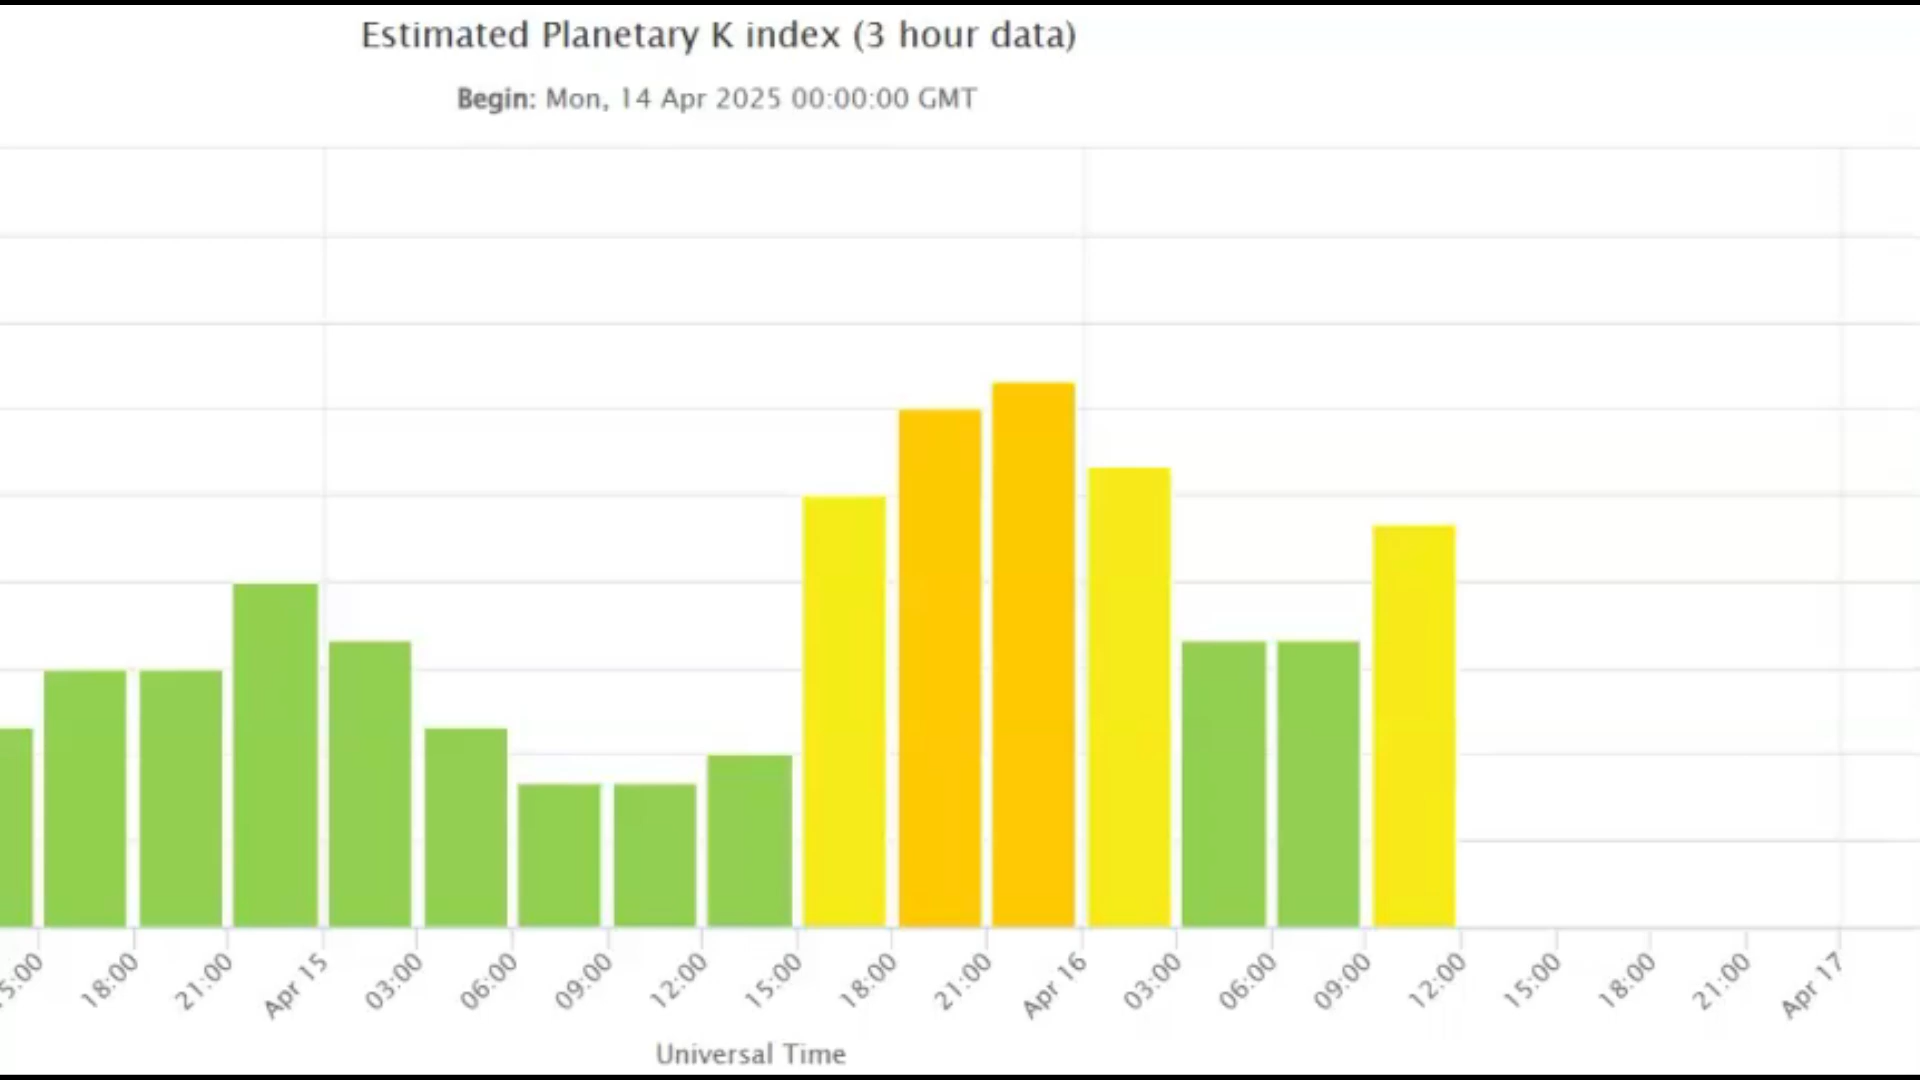 Estimated Planetary K index (3 hour data)
Begin: Mon, 14 Apr 2025 00:00:00 GMT
5:00 18:00 21:00 Apr 15 03:00 06:00 09:00 12:00 15:00 18:00 21:00 Apr 16 03:00 06:00 09:00 12:00 15:00 18:00 21:00 Apr 17
Universal Time